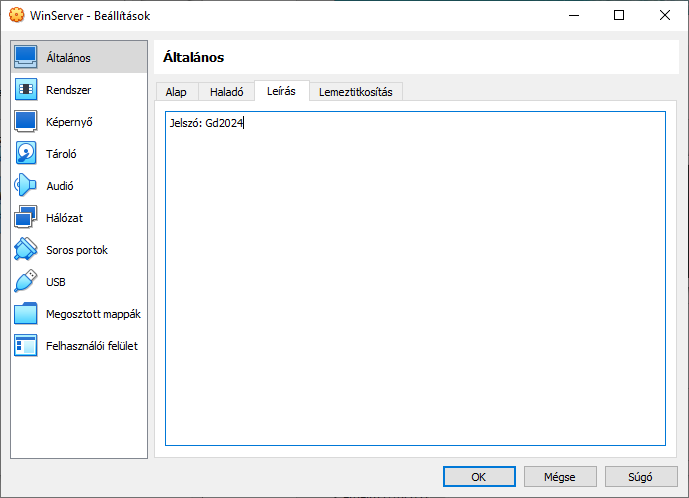 WinServer - Beállítások
Általános
Rendszer
Képernyő
Tároló
Audió
Hálózat
Soros portok
USB
Megosztott mappák
Felhasználói felület
Általános
Alap Haladó Leírás Lemeztitkosítás
Jelszó: Gd2024
OK Mégse Súgó